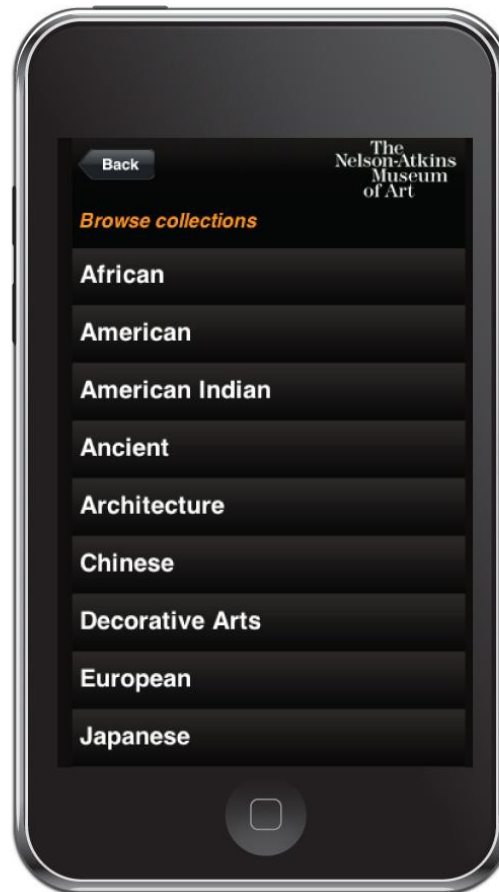 Back
The
Nelson-Atkins
Museum
of Art
Browse collections
African
American
American Indian
Ancient
Architecture
Chinese
Decorative Arts
European
Japanese